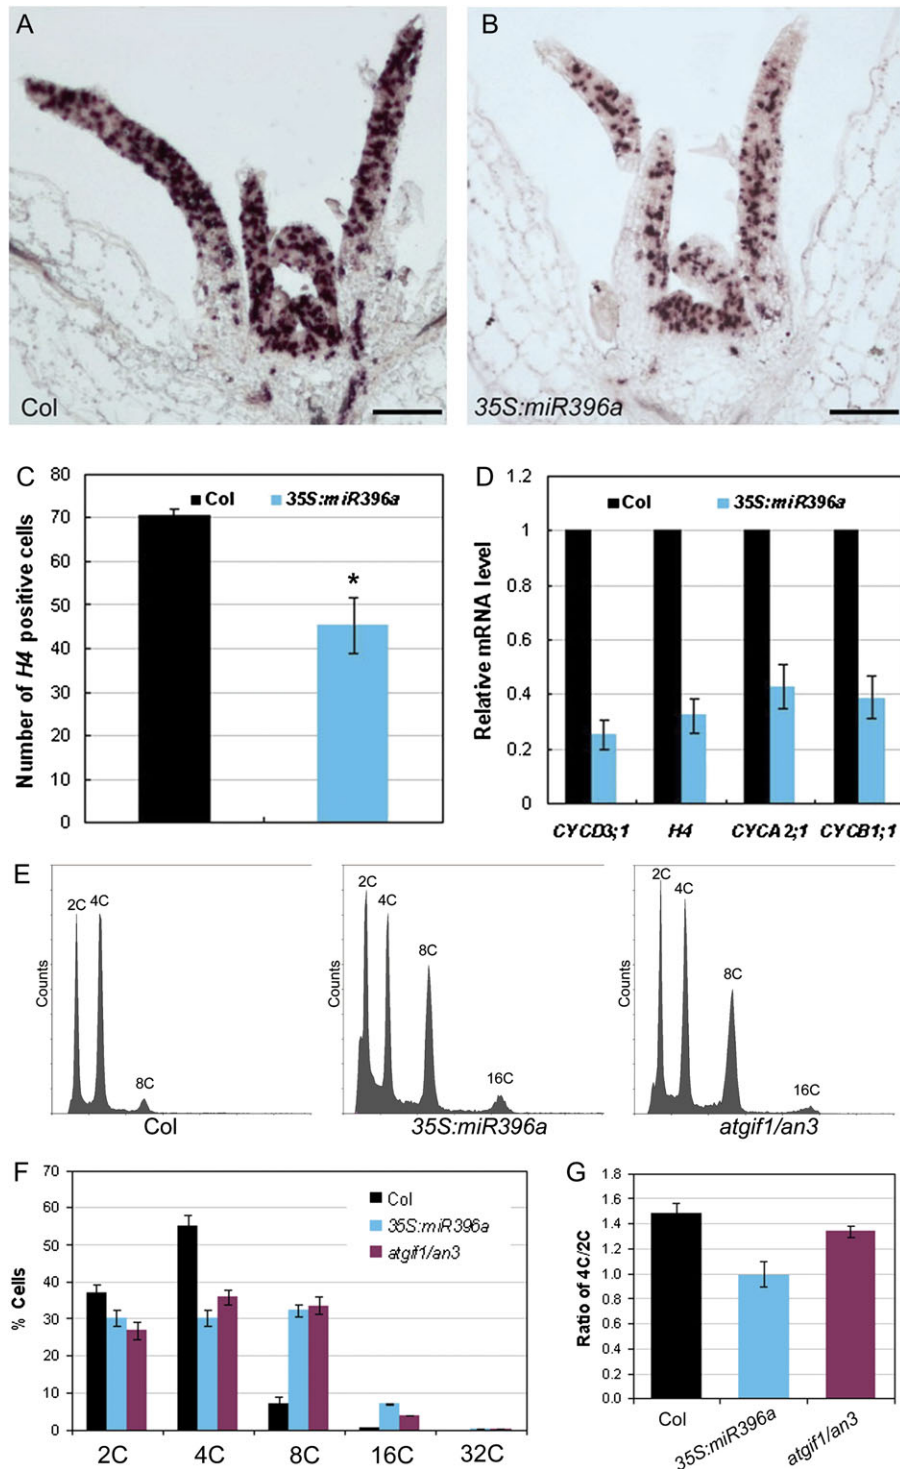 A
B
Col
35S:miR396a
C
80
70
60
50
40
30
20
10
0
Number of H4 positive cells
Col 35S:miR396a
*
D
1.2
1
0.8
0.6
0.4
0.2
0
Relative mRNA level
Col 35S:miR396a
CYCD3;1 H4 CYCA2;1 CYCB1;1
E
Counts
2C 4C
8C
Col
Counts
2C
4C
8C
16C
35S:miR396a
Counts
2C
4C
8C
16C
atgif1/an3
F
70
60
50
40
30
20
10
0
% Cells
Col
35S:miR396a
atgif1/an3
2C 4C 8C 16C 32C
G
1.8
1.6
1.4
1.2
1.0
0.8
0.6
0.4
0.2
0.0
Ratio of 4C/2C
Col
35S:miR396a
atgif1/an3